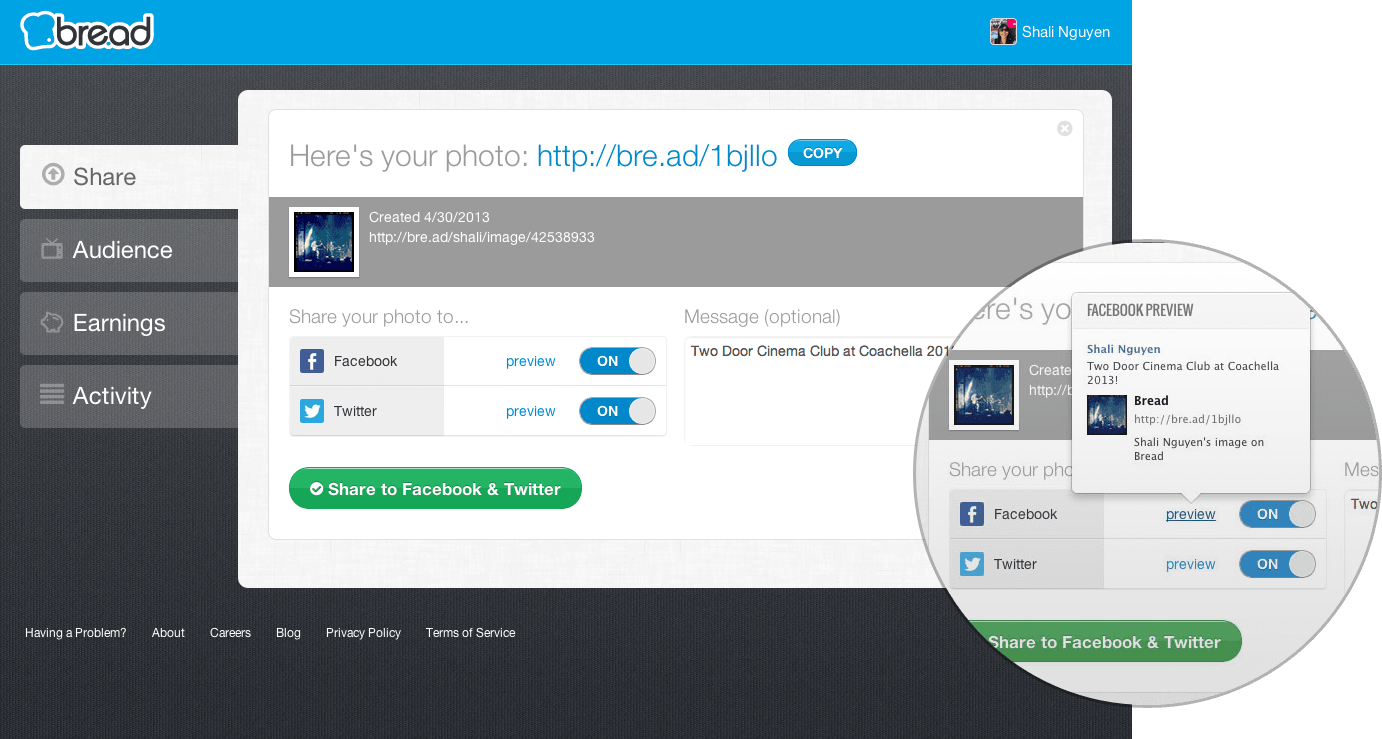 bre.ad
Shali Nguyen
Share
Audience
Earnings
Activity
Here's your photo: http://bre.ad/1bjllo COPY
Created 4/30/2013
http://bre.ad/shali/image/42538933
Share your photo to...
Facebook preview ON
Twitter preview ON
Message (optional)
Two Door Cinema Club at Coachella 201
Share to Facebook & Twitter
ere's yo
Create
http://b
FACEBOOK PREVIEW
Shali Nguyen
Two Door Cinema Club at Coachella
2013!
Bread
http://bre.ad/1bjllo
Shali Nguyen's image on
Bread
Share your pho
Mes
Facebook preview ON
Two
Twitter preview ON
Share to Facebook & Twitter
Having a Problem? About Careers Blog Privacy Policy Terms of Service